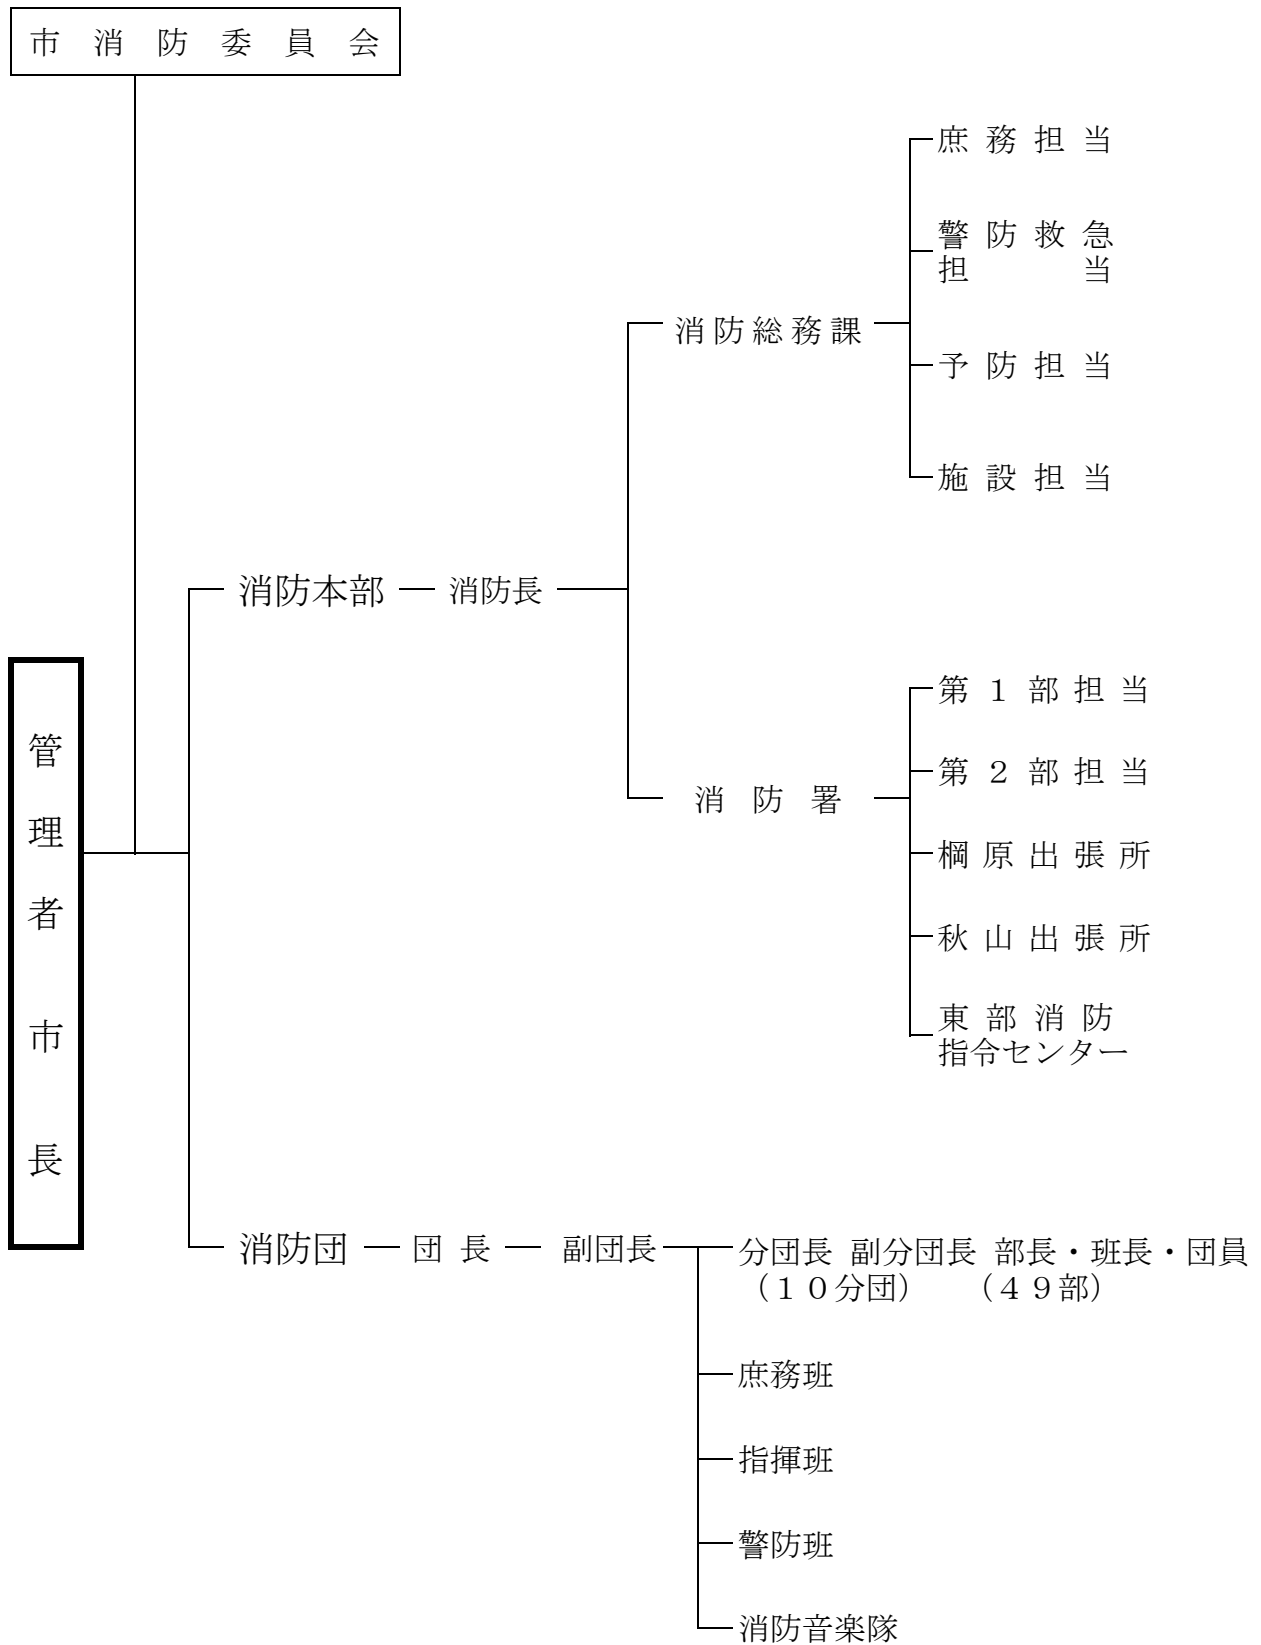 市消防委員会
管理者 市長
消防本部
消防長
消防総務課
庶務担当
警防救急
担当
予防担当
施設担当
消防署
第１部担当
第２部担当
棡原出張所
秋山出張所
東部消防
指令センター
消防団
団長
副団長
分団長 副分団長 部長・班長・団員
（１０分団） （４９部）
庶務班
指揮班
警防班
消防音楽隊